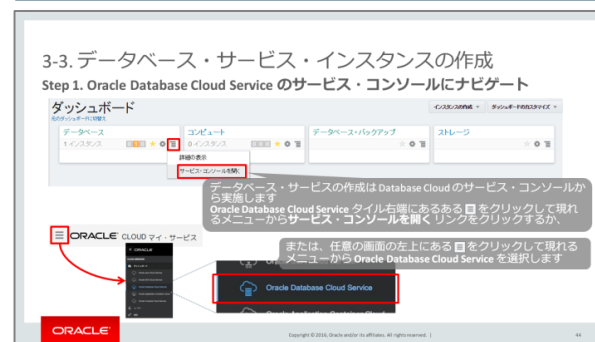 3-3. データベース・サービス・インスタンスの作成
Step 1. Oracle Database Cloud Service のサービス・コンソールにナビゲート
ダッシュボード
インスタンスの作成
ダッシュボードのカスタマイズ
データベース
1 インスタンス
コンピュート
0 インスタンス
データベース・バックアップ
ストレージ
詳細の表示
サービス・コンソールを開く
データベース・サービスの作成は Database Cloud のサービス・コンソールか
ら実施します
Oracle Database Cloud Service タイル右端にあるある をクリックして現れ
るメニューからサービス・コンソールを開く リンクをクリックするか、
ORACLE CLOUD マイ・サービス
または、任意の画面の左上にある をクリックして現れる
メニューから Oracle Database Cloud Service を選択します
ORACLE
Oracle Database Cloud Service
Oracle Application Container Cloud
ORACLE
Copyright © 2016, Oracle and/or its affiliates. All rights reserved. |
44